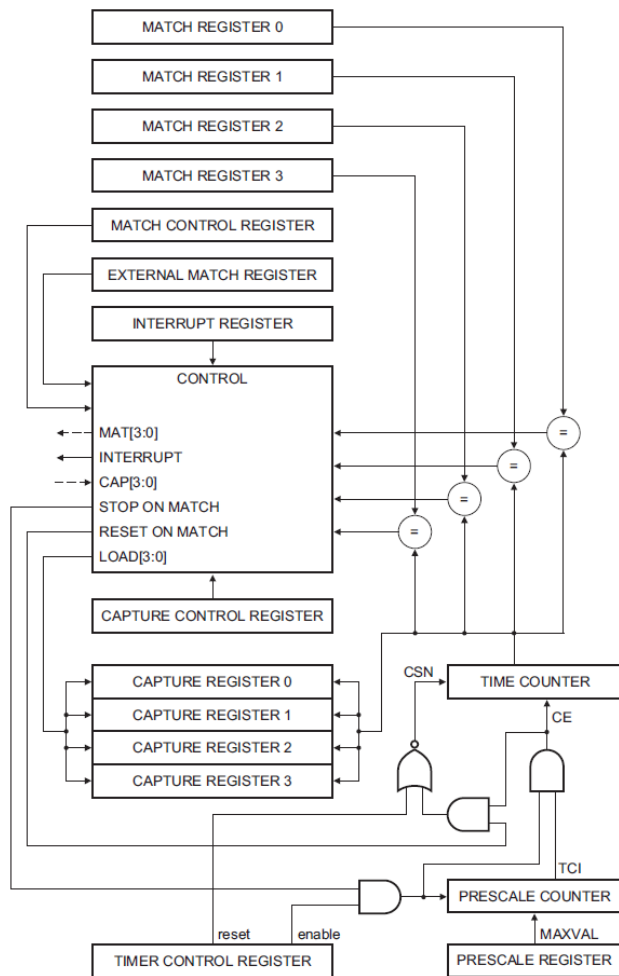 MATCH REGISTER 0
MATCH REGISTER 1
MATCH REGISTER 2
MATCH REGISTER 3
MATCH CONTROL REGISTER
EXTERNAL MATCH REGISTER
INTERRUPT REGISTER
CONTROL
MAT[3:0]
INTERRUPT
CAP[3:0]
STOP ON MATCH
RESET ON MATCH
LOAD[3:0]
=
=
=
=
CAPTURE CONTROL REGISTER
CAPTURE REGISTER 0
CAPTURE REGISTER 1
CAPTURE REGISTER 2
CAPTURE REGISTER 3
CSN
TIME COUNTER
CE
TCI
PRESCALE COUNTER
reset
enable
MAXVAL
TIMER CONTROL REGISTER
PRESCALE REGISTER